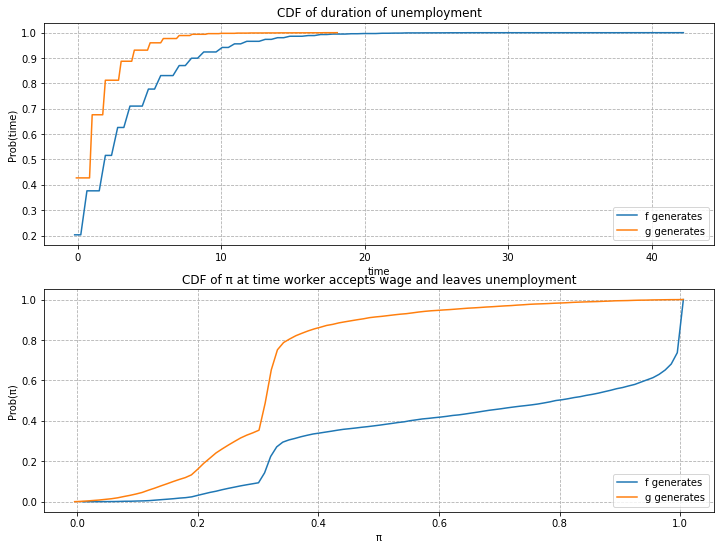 CDF of duration of unemployment
Prob(time)
1.0
0.9
0.8
0.7
0.6
0.5
0.4
0.3
0.2
f generates
g generates
0 10 20 30 40
time
CDF of π at time worker accepts wage and leaves unemployment
Prob(π)
1.0
0.8
0.6
0.4
0.2
0.0
f generates
g generates
0.0 0.2 0.4 0.6 0.8 1.0
π